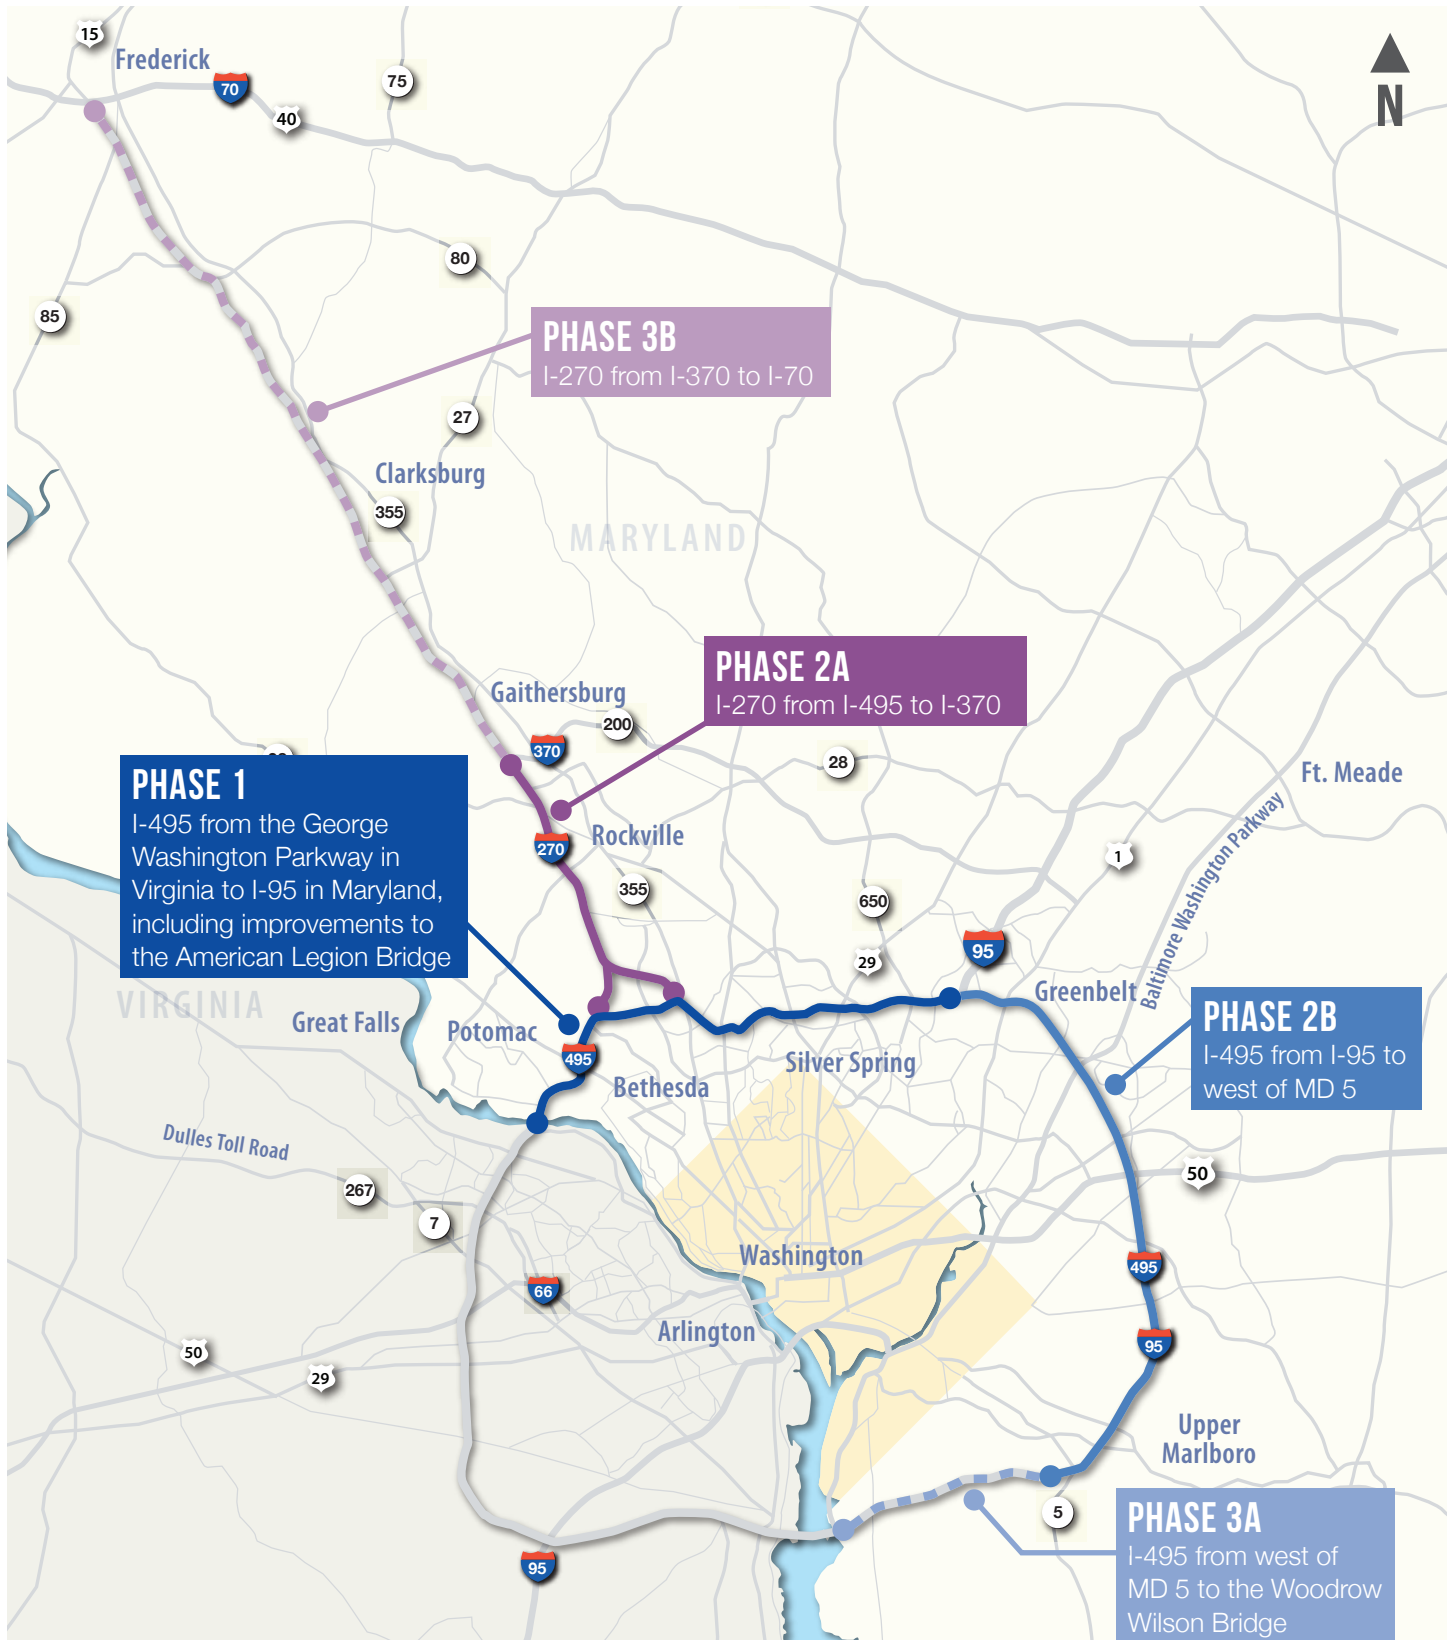 15
Frederick
70
75
40
N
80
85
PHASE 3B
I-270 from I-370 to I-70
27
Clarksburg
355
MARYLAND
PHASE 2A
I-270 from I-495 to I-370
Gaithersburg
200
370
28
Ft. Meade
PHASE 1
I-495 from the George
Washington Parkway in
Virginia to I-95 in Maryland,
including improvements to
the American Legion Bridge
Rockville
270
1
Baltimore Washington Parkway
355
650
29
95
Greenbelt
VIRGINIA
Great Falls
Potomac
495
Silver Spring
Bethesda
PHASE 2B
I-495 from I-95 to
west of MD 5
Dulles Toll Road
267
7
50
Washington
495
66
Arlington
95
50
29
Upper
Marlboro
5
95
PHASE 3A
I-495 from west of
MD 5 to the Woodrow
Wilson Bridge